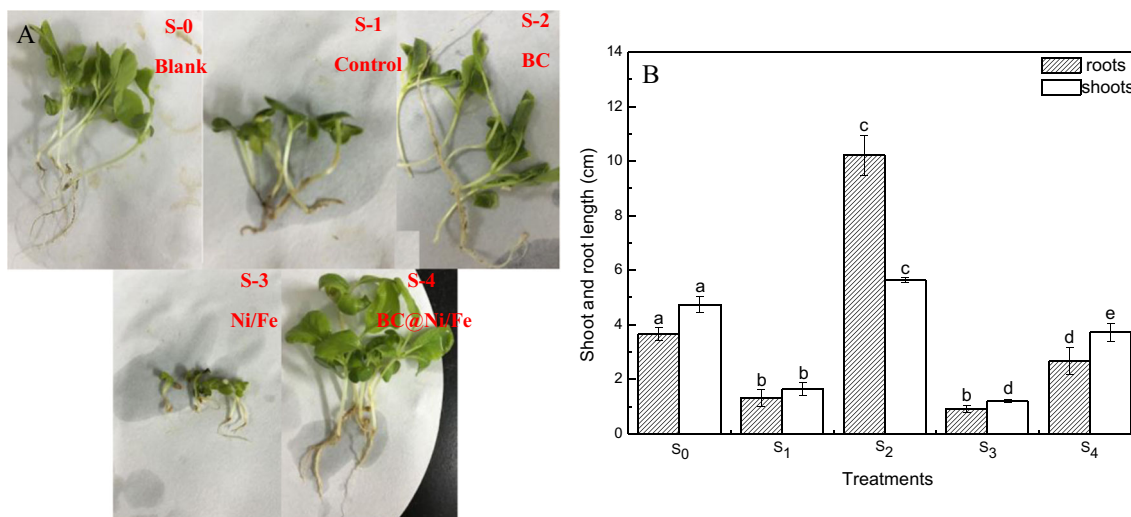 A
S-0
Blank
S-1
Control
S-2
BC
S-3
Ni/Fe
S-4
BC@Ni/Fe
B
roots
shoots
Shoot and root length (cm)
14
12
10
8
6
4
2
0
a
a
b
b
c
c
b
d
d
e
S0
S1
S2
S3
S4
Treatments